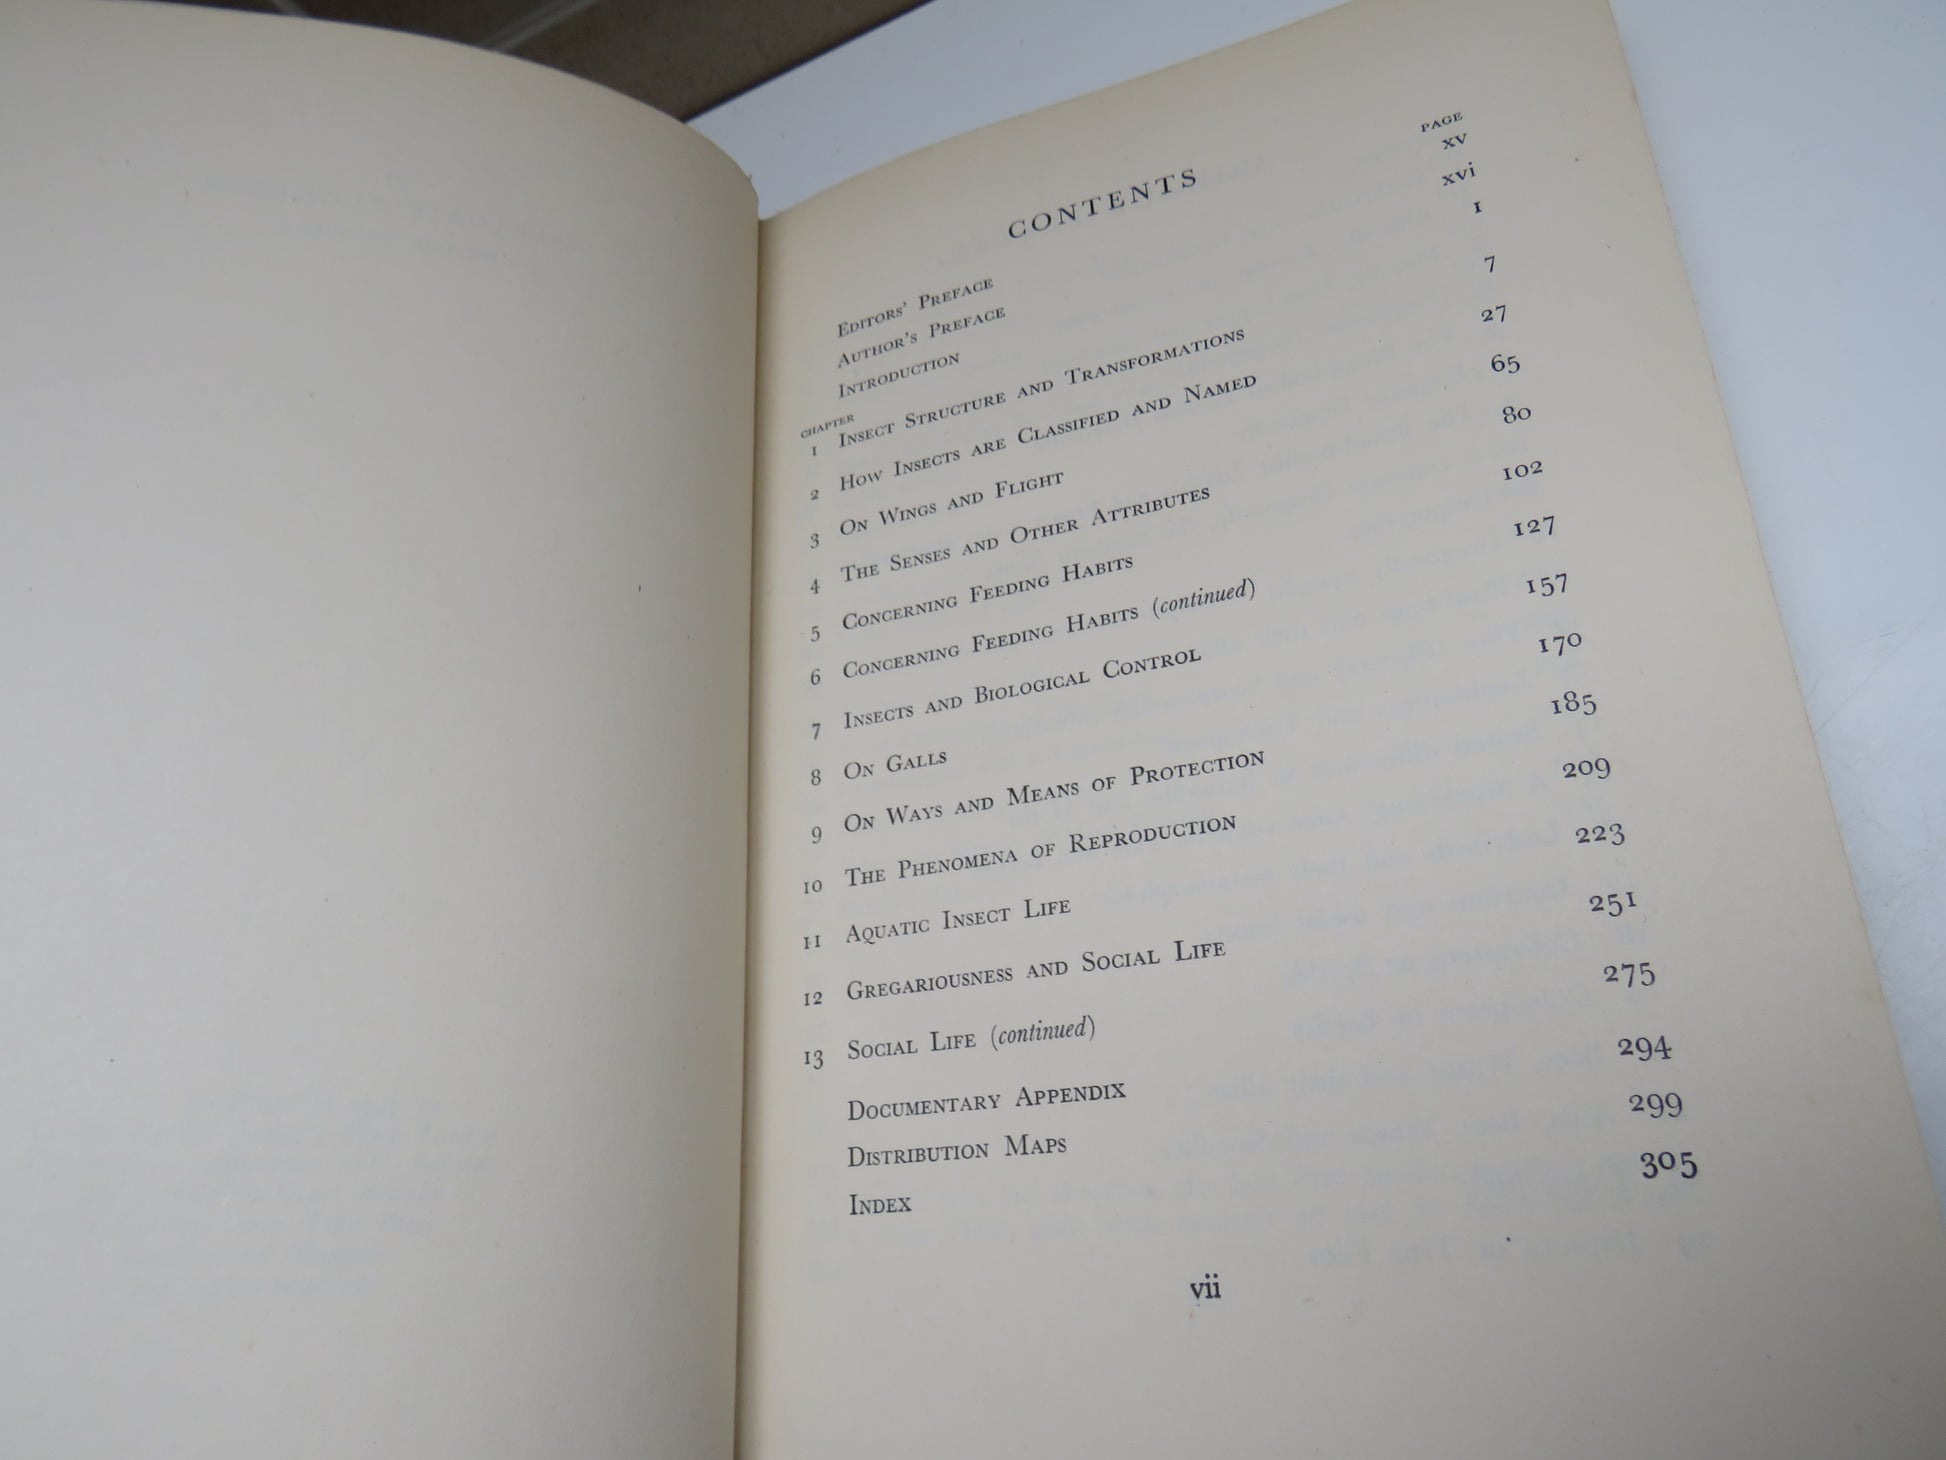 CONTENTS
PAGE
Editors' Preface xv
Author's Preface xvi
Introduction 1
CHAPTER
1 Insect Structure and Transformations 7
2 How Insects are Classified and Named 27
3 On Wings and Flight 65
4 The Senses and Other Attributes 80
5 Concerning Feeding Habits 102
6 Concerning Feeding Habits (continued) 127
7 Insects and Biological Control 157
8 On Galls 170
9 On Ways and Means of Protection 185
10 The Phenomena of Reproduction 209
11 Aquatic Insect Life 223
12 Gregariousness and Social Life 251
13 Social Life (continued) 275
Documentary Appendix 294
Distribution Maps 299
Index 305
vii